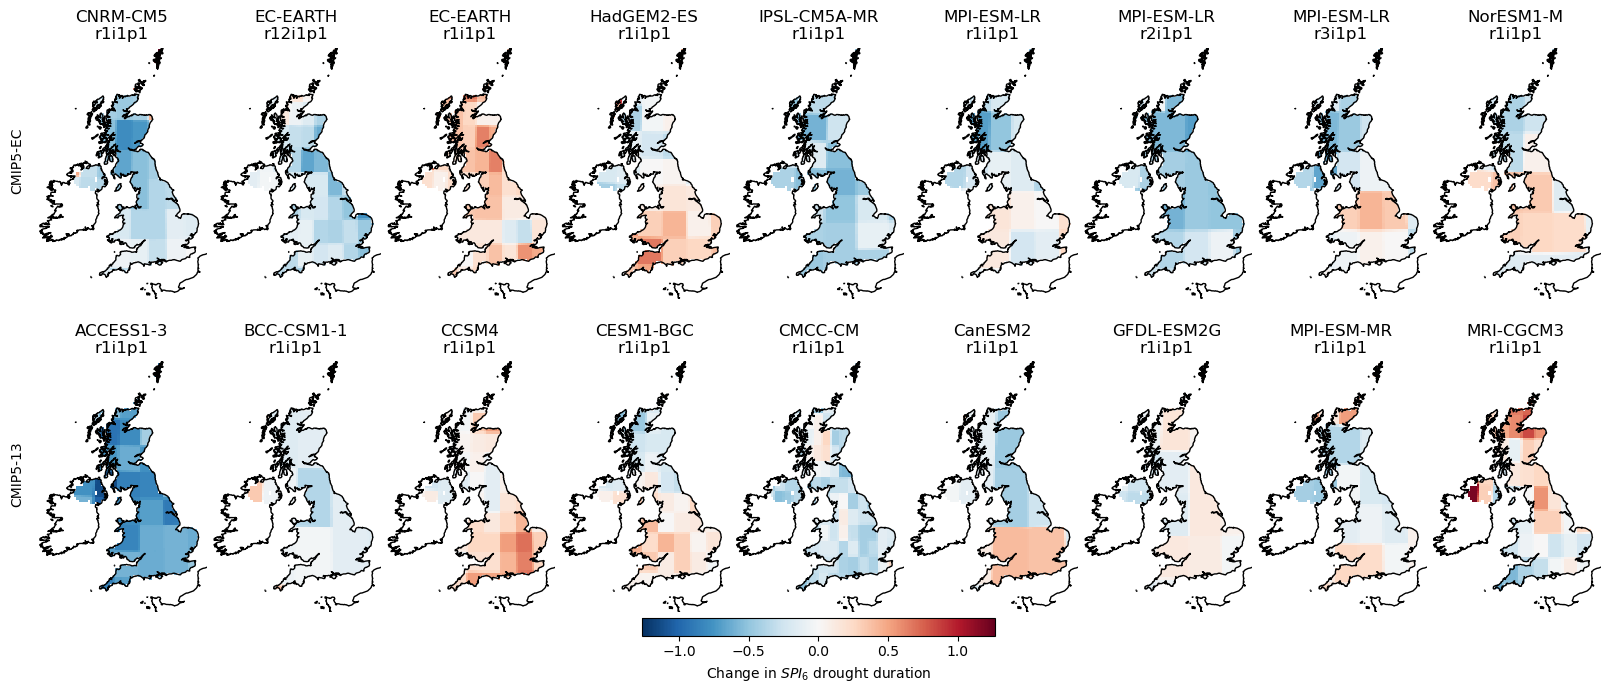 CNRM-CM5 EC-EARTH EC-EARTH HadGEM2-ES IPSL-CM5A-MR MPI-ESM-LR MPI-ESM-LR MPI-ESM-LR NorESM1-M
r1i1p1 r12i1p1 r1i1p1 r1i1p1 r1i1p1 r1i1p1 r2i1p1 r3i1p1 r1i1p1
CMIP5-EC
ACCESS1-3 BCC-CSM1-1 CCSM4 CESM1-BGC CMCC-CM CanESM2 GFDL-ESM2G MPI-ESM-MR MRI-CGCM3
r1i1p1 r1i1p1 r1i1p1 r1i1p1 r1i1p1 r1i1p1 r1i1p1 r1i1p1 r1i1p1
CMIP5-13
−1.0 −0.5 0.0 0.5 1.0
Change in SPI₆ drought duration